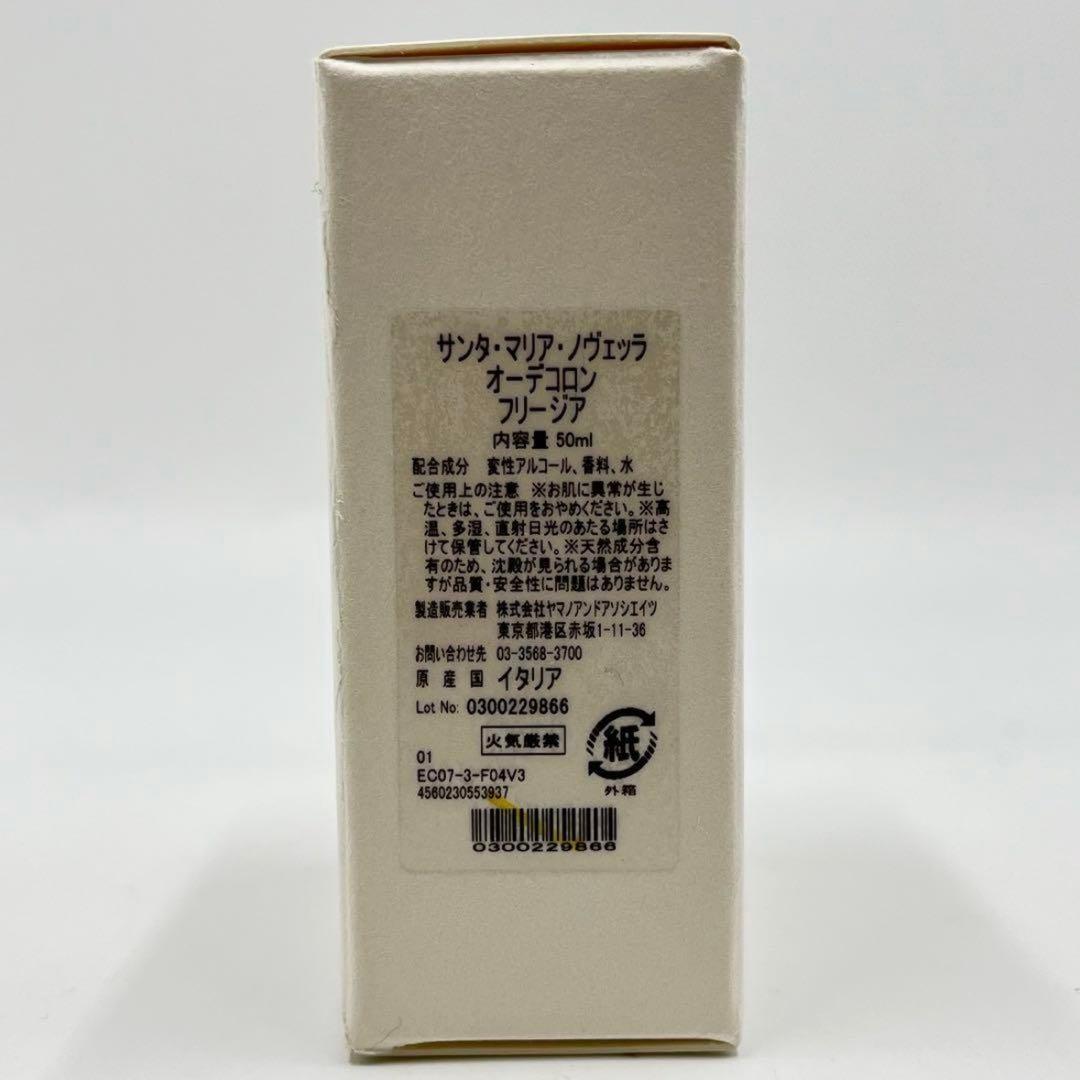 サンタ・マリア・ノヴェッラ
オーデコロン
フリージア
内容量 50ml
配合成分 変性アルコール、香料、水
ご使用上の注意 ※お肌に異常が生じ
たときは、ご使用をおやめください。※高
温、多湿、直射日光のあたる場所はさ
けて保管してください。※天然成分含
有のため、沈殿が見られる場合がありま
すが品質・安全性に問題はありません。
製造販売業者 株式会社ヤマノアンドアソシエイツ
東京都港区赤坂1-11-36
お問い合わせ先 03-3568-3700
原産国 イタリア
Lot No: 0300229866
火気厳禁
紙
外箱
01
EC07-3-F04V3
4560230553937
0300229866